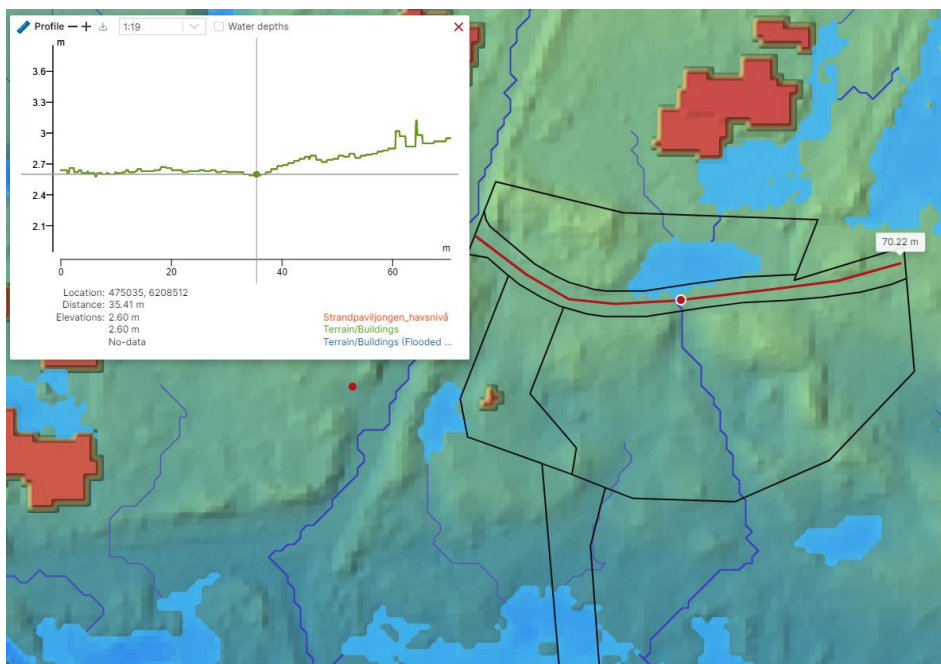 Profile 1:19 Water depths
m
3.6
3.3
3
2.7
2.4
2.1
m
0 20 40 60
Location: 475035, 6208512
Distance: 35.41 m
Elevations: 2.60 m Strandpaviljongen_havsnivå
2.60 m Terrain/Buildings
No-data Terrain/Buildings (Flooded ...
70.22 m